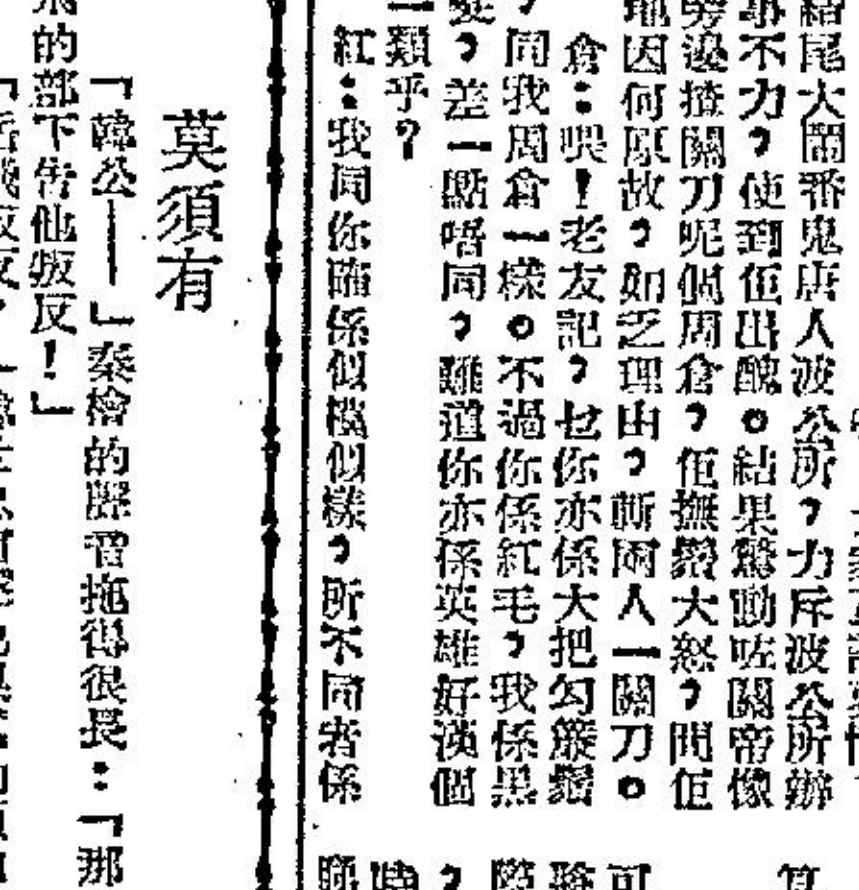 結尾大鬧番鬼唐人波公所，力斥波公所辦
事不力，使到佢出醜。結果驚動咗關帝像
旁邊揸關刀呢個周倉，佢撫鬚大怒，問佢
地因何原故，如乏理由，斬兩人一關刀。
倉：喂！老友記，乜你亦係大把勾嚴鬚
，同我周倉一樣。不過你係紅毛，我係黑
髮，差一點唔同，難道你亦係英雄好漢個
一類乎？
紅：我同你確係似模似樣，所不同者係
莫須有
「韓公——」秦檜的聲音拖得很長：「那
的部下告他叛反！」